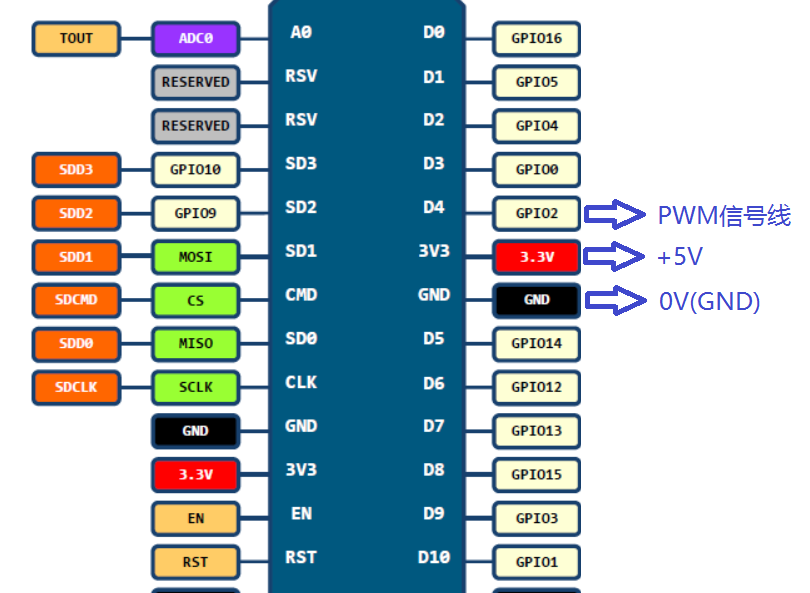 TOUT ADC0 A0 D0 GPIO16
RESERVED RSV D1 GPIO5
RESERVED RSV D2 GPIO4
SDD3 GPIO10 SD3 D3 GPIO0
SDD2 GPIO9 SD2 D4 GPIO2 PWM信号线
SDD1 MOSI SD1 3V3 3.3V +5V
SDCMD CS CMD GND GND 0V(GND)
SDD0 MISO SD0 D5 GPIO14
SDCLK SCLK CLK D6 GPIO12
GND GND D7 GPIO13
3.3V 3V3 D8 GPIO15
EN EN D9 GPIO3
RST RST D10 GPIO1